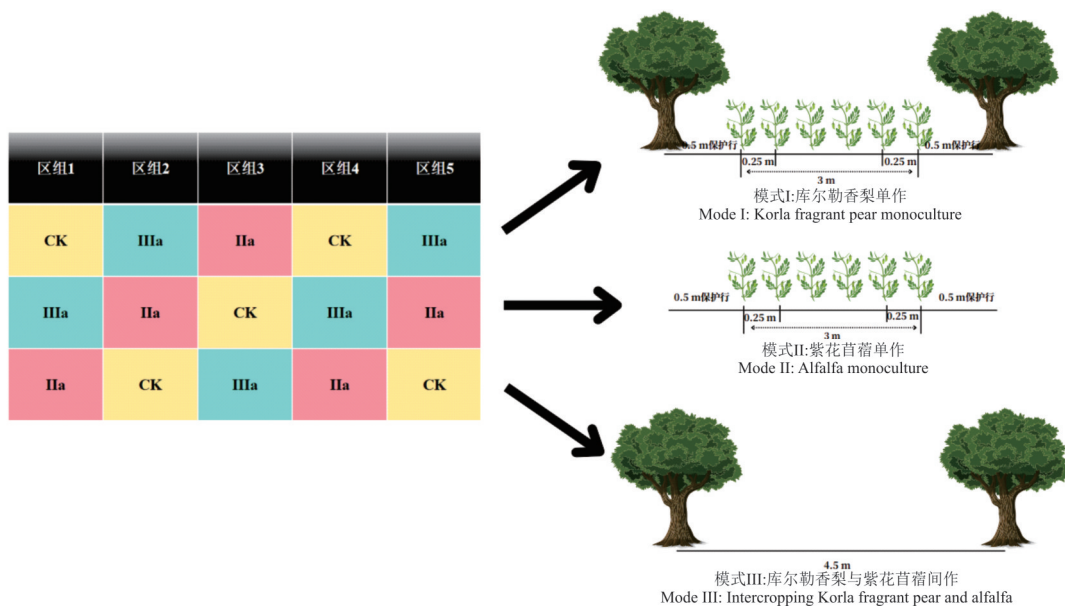 区组1 区组2 区组3 区组4 区组5
CK IIIa IIa CK IIIa
IIIa IIa CK IIIa IIa
IIa CK IIIa IIa CK
0.5 m保护行 0.5 m保护行
0.25 m 0.25 m
3 m
模式I:库尔勒香梨单作
Mode I: Korla fragrant pear monoculture
0.5 m保护行 0.5 m保护行
0.25 m 0.25 m
3 m
模式II:紫花苜蓿单作
Mode II: Alfalfa monoculture
4.5 m
模式III:库尔勒香梨与紫花苜蓿间作
Mode III: Intercropping Korla fragrant pear and alfalfa